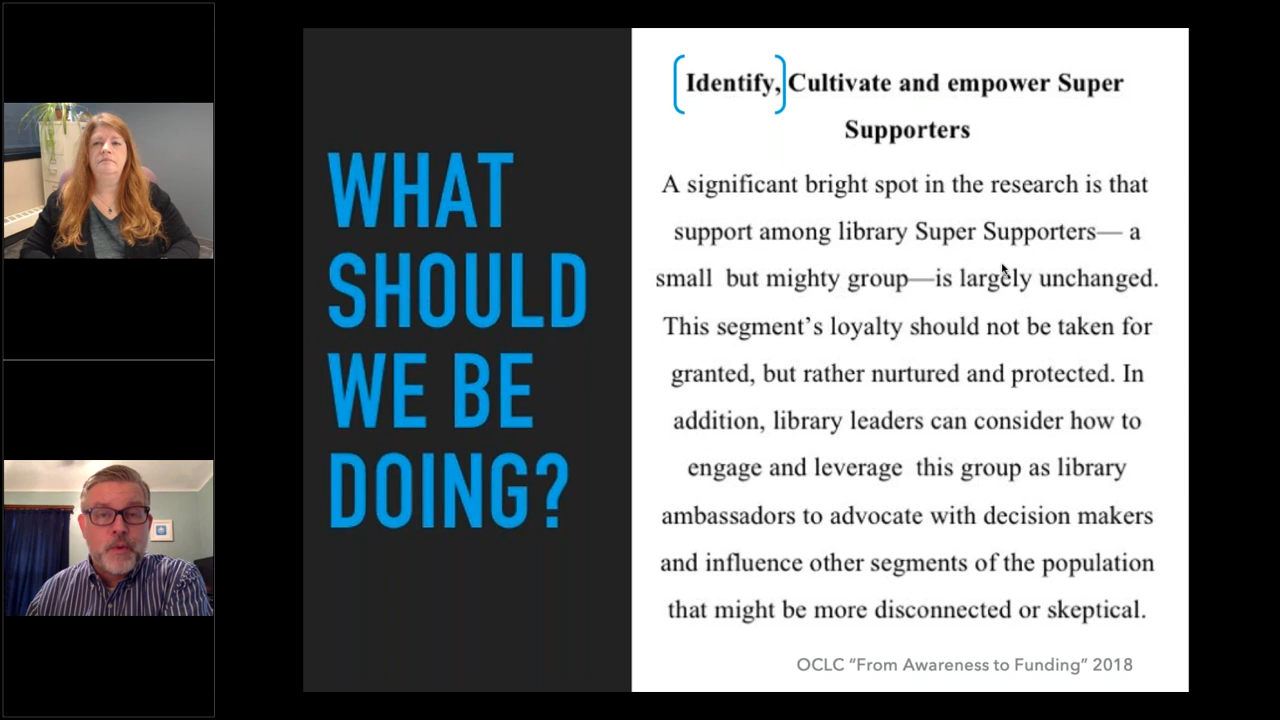 WHAT
SHOULD
WE BE
DOING?
Identify, Cultivate and empower Super
Supporters
A significant bright spot in the research is that
support among library Super Supporters— a
small  but mighty group—is largely unchanged.
This segment’s loyalty should not be taken for
granted, but rather nurtured and protected. In
addition, library leaders can consider how to
engage and leverage  this group as library
ambassadors to advocate with decision makers
and influence other segments of the population
that might be more disconnected or skeptical.
OCLC “From Awareness to Funding” 2018